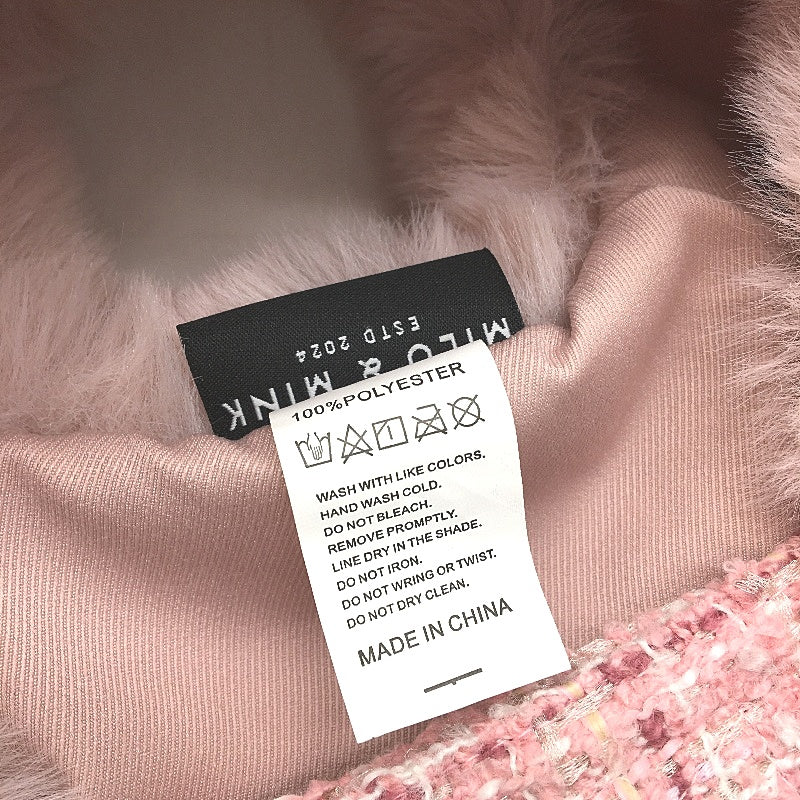 MILO & MINK
ESTD 2024
100%POLYESTER
WASH WITH LIKE COLORS.
HAND WASH COLD.
DO NOT BLEACH.
REMOVE PROMPTLY.
LINE DRY IN THE SHADE.
DO NOT IRON.
DO NOT WRING OR TWIST.
DO NOT DRY CLEAN.
MADE IN CHINA